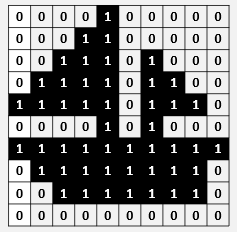 0 0 0 0 1 0 0 0 0 0
0 0 0 1 1 0 0 0 0 0
0 0 1 1 1 0 1 0 0 0
0 1 1 1 1 0 1 1 0 0
1 1 1 1 1 0 1 1 1 0
0 0 0 0 1 0 1 0 0 0
1 1 1 1 1 1 1 1 1 1
0 1 1 1 1 1 1 1 1 0
0 0 1 1 1 1 1 1 1 0
0 0 0 0 0 0 0 0 0 0